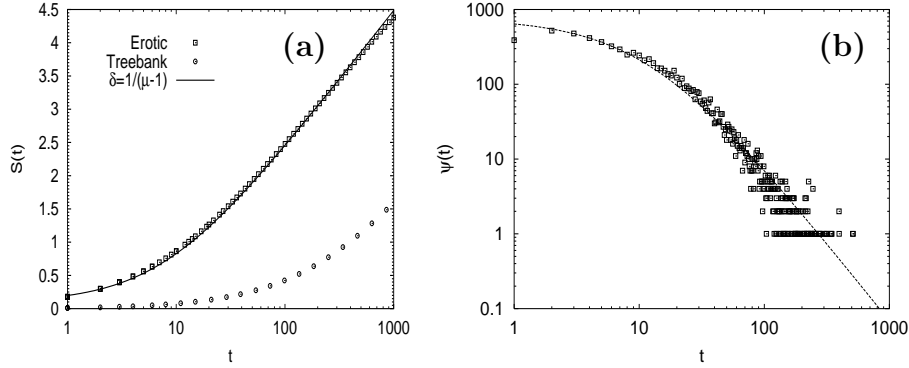 (a)
Erotic
Treebank
δ=1/(μ-1)
S(t)
4.5
4
3.5
3
2.5
2
1.5
1
0.5
0
1 10 100 1000
t
(b)
ψ(t)
1000
100
10
1
0.1
1 10 100 1000
t